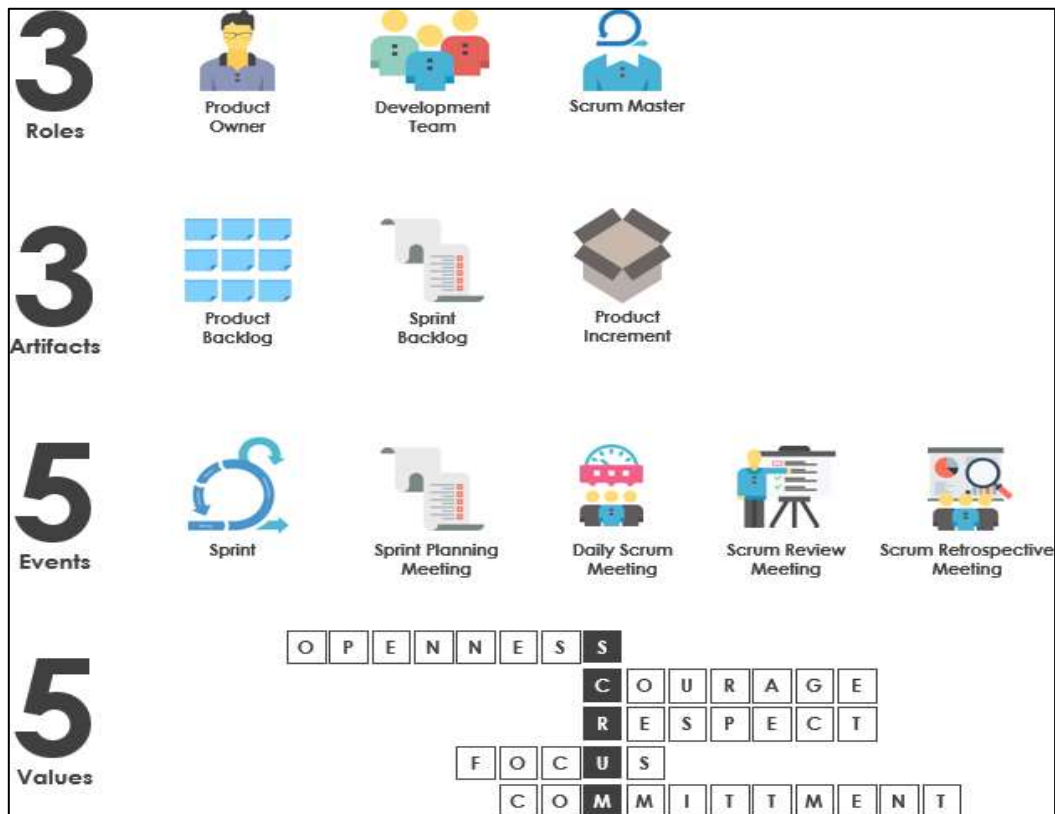 3
Roles
Product
Owner
Development
Team
Scrum Master
3
Artifacts
Product
Backlog
Sprint
Backlog
Product
Increment
5
Events
Sprint
Sprint Planning
Meeting
Daily Scrum
Meeting
Scrum Review
Meeting
Scrum Retrospective
Meeting
5
Values
OPENNESS
COURAGE
RESPECT
FOCUS
COMMITTMENT